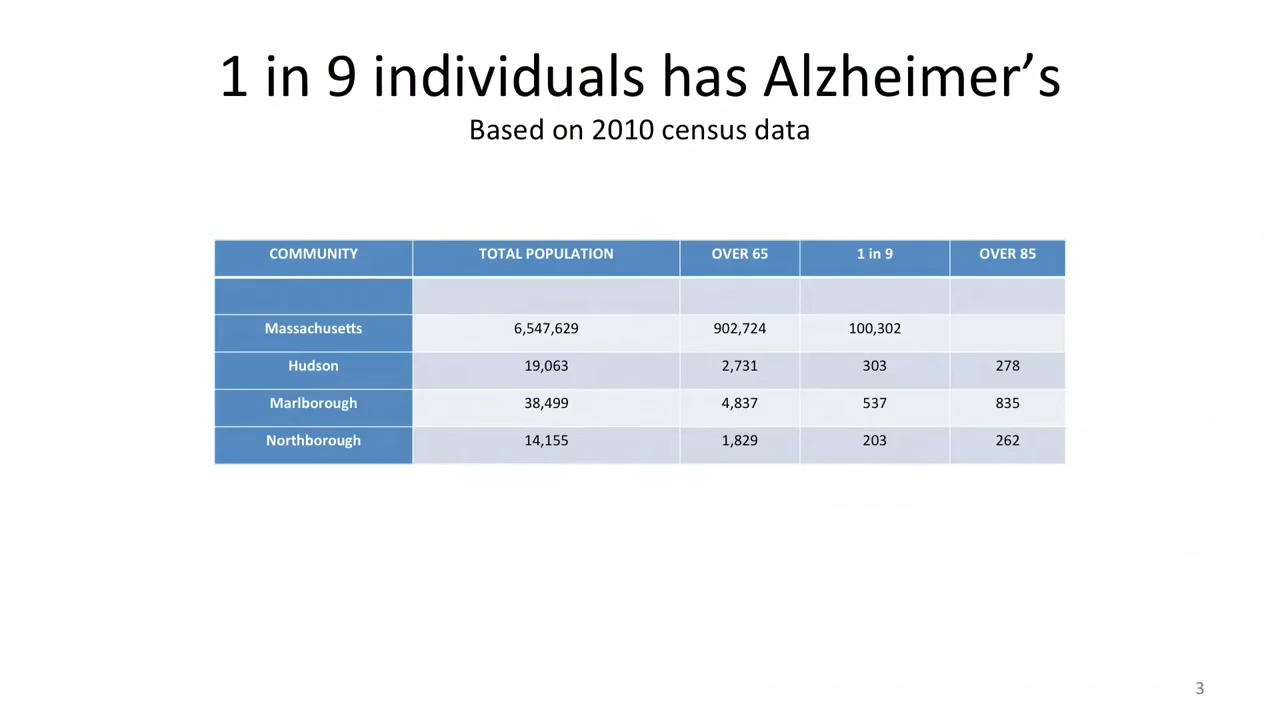 1 in 9 individuals has Alzheimer’s
Based on 2010 census data
COMMUNITY TOTAL POPULATION OVER 65 1 in 9 OVER 85
Massachusetts 6,547,629 902,724 100,302
Hudson 19,063 2,731 303 278
Marlborough 38,499 4,837 537 835
Northborough 14,155 1,829 203 262
3